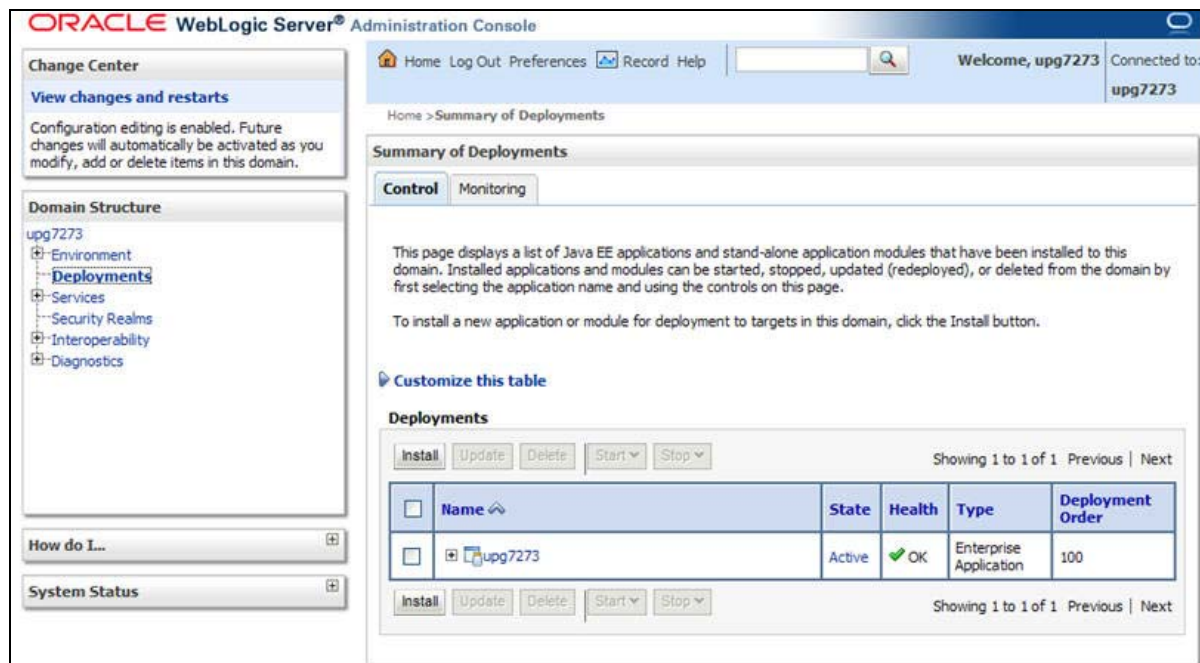 ORACLE WebLogic Server® Administration Console
Change Center
View changes and restarts
Configuration editing is enabled. Future
changes will automatically be activated as you
modify, add or delete items in this domain.
Domain Structure
upg7273
Environment
Deployments
Services
Security Realms
Interoperability
Diagnostics
How do I...
System Status
Home Log Out Preferences Record Help
Welcome, upg7273
Connected to:
upg7273
Home >Summary of Deployments
Summary of Deployments
Control Monitoring
This page displays a list of Java EE applications and stand-alone application modules that have been installed to this
domain. Installed applications and modules can be started, stopped, updated (redeployed), or deleted from the domain by
first selecting the application name and using the controls on this page.
To install a new application or module for deployment to targets in this domain, click the Install button.
Customize this table
Deployments
Install Update Delete Start Stop Showing 1 to 1 of 1 Previous | Next
Name State Health Type Deployment
Order
upg7273 Active OK Enterprise
Application 100
Install Update Delete Start Stop Showing 1 to 1 of 1 Previous | Next